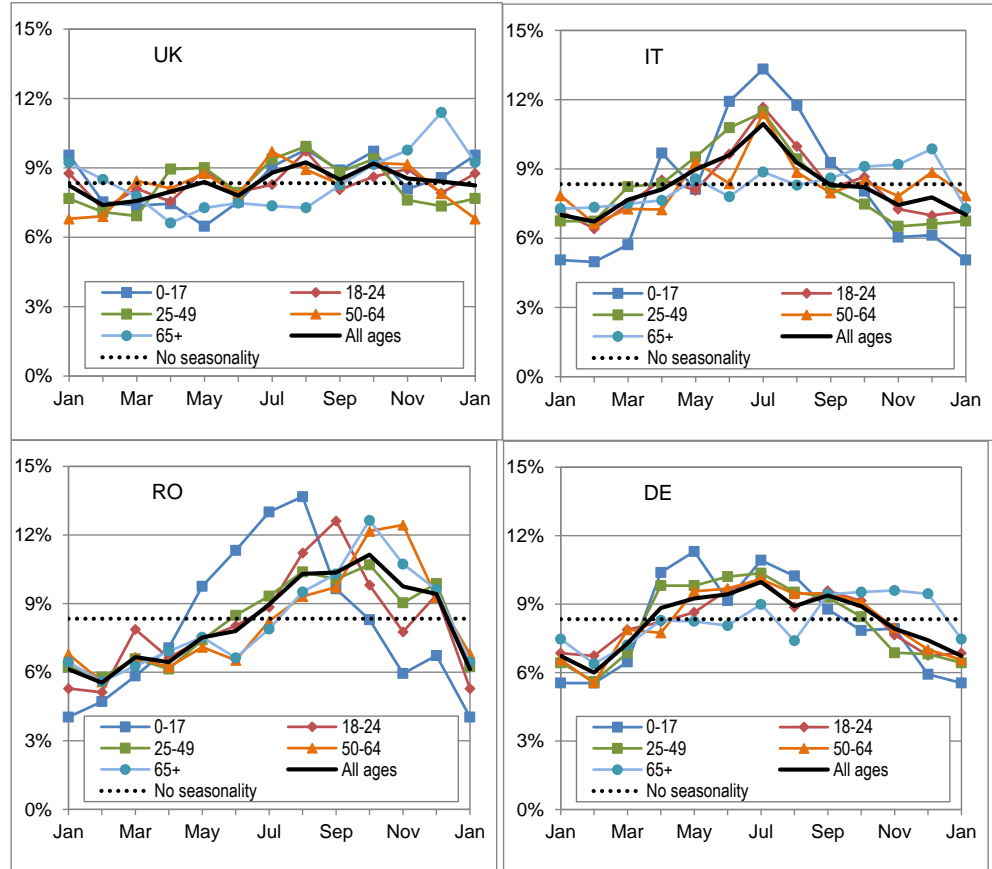 15%
UK
12%
9%
6%
3%
0%
0-17 18-24
25-49 50-64
65+ All ages
No seasonality
Jan Mar May Jul Sep Nov Jan
15%
IT
12%
9%
6%
3%
0%
0-17 18-24
25-49 50-64
65+ All ages
No seasonality
Jan Mar May Jul Sep Nov Jan
15%
RO
12%
9%
6%
3%
0%
0-17 18-24
25-49 50-64
65+ All ages
No seasonality
Jan Mar May Jul Sep Nov Jan
15%
DE
12%
9%
6%
3%
0%
0-17 18-24
25-49 50-64
65+ All ages
No seasonality
Jan Mar May Jul Sep Nov Jan